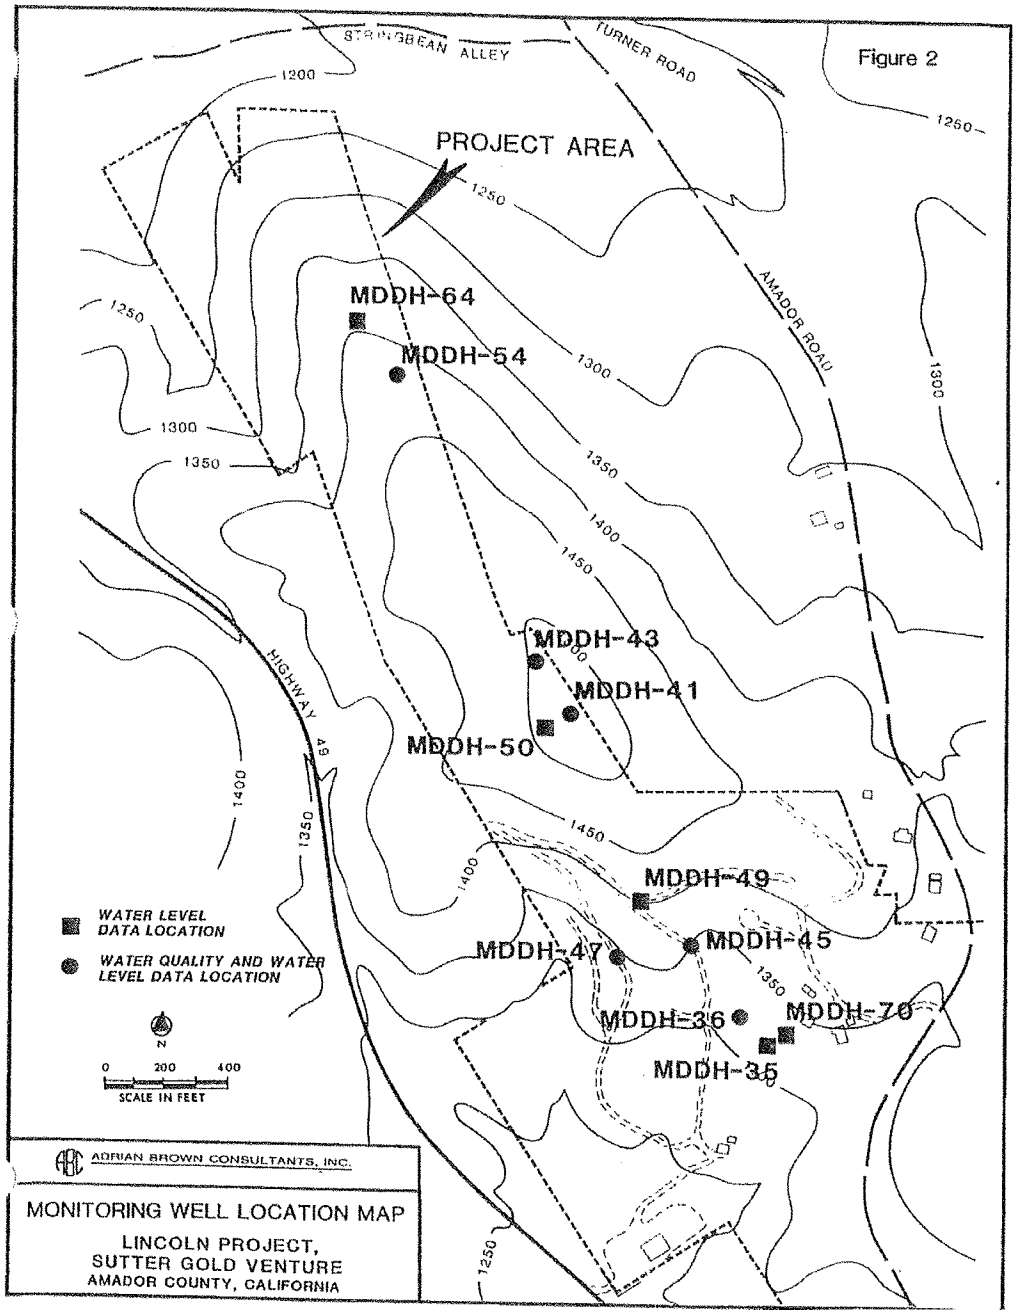 Figure 2
STRINGBEAN ALLEY
TURNER ROAD
1200
1250
PROJECT AREA
1250
AMADOR ROAD
MDDH-64
1250
MDDH-54
1300
1300
1300
1350
1350
1400
1450
MDDH-43
MDDH-41
HIGHWAY 49
MDDH-50
1400
1350
1450
1400
MDDH-49
WATER LEVEL
DATA LOCATION
MDDH-45
MDDH-47
WATER QUALITY AND WATER
LEVEL DATA LOCATION
1350
MDDH-36
MDDH-70
MDDH-35
N
0 200 400
SCALE IN FEET
ABC ADRIAN BROWN CONSULTANTS, INC.
MONITORING WELL LOCATION MAP
LINCOLN PROJECT,
SUTTER GOLD VENTURE
AMADOR COUNTY, CALIFORNIA
1250